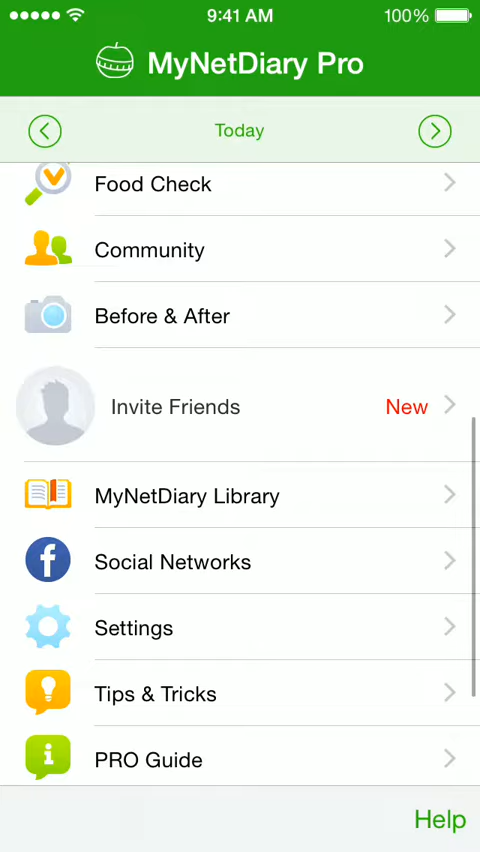 9:41 AM 100%
MyNetDiary Pro
Today
Food Check
Community
Before & After
Invite Friends New
MyNetDiary Library
Social Networks
Settings
Tips & Tricks
PRO Guide
Help